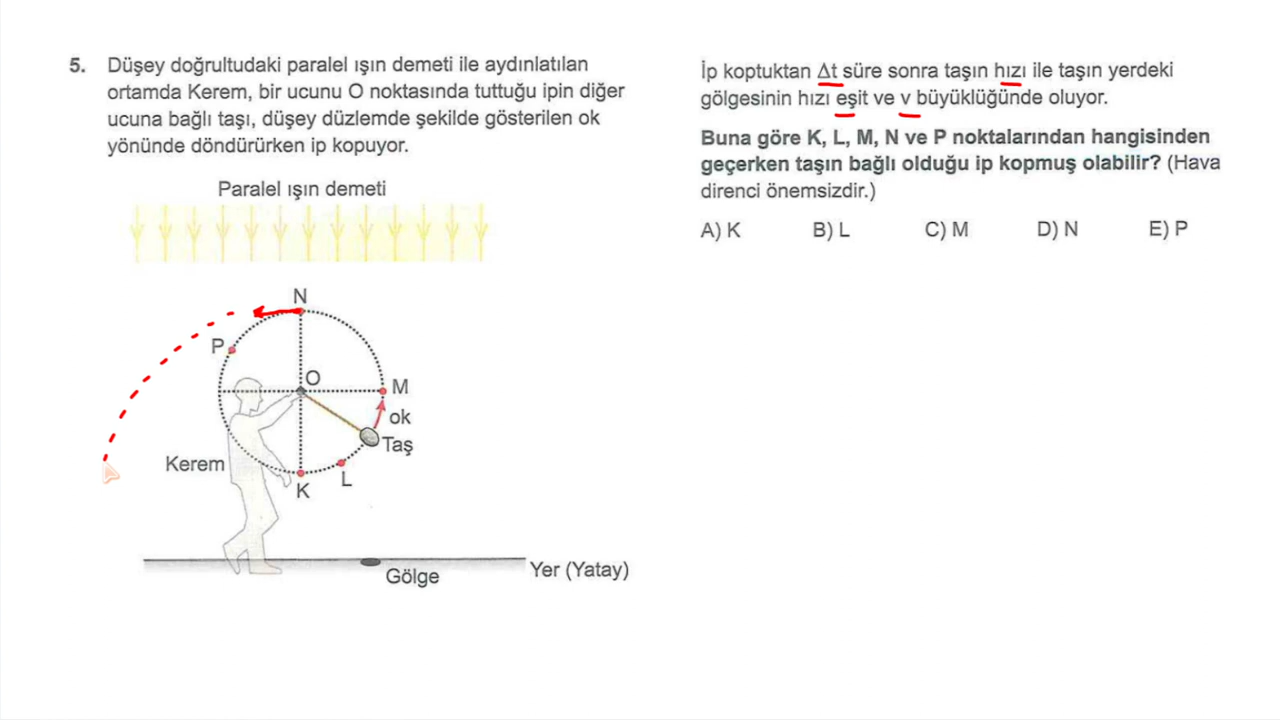 5. Düşey doğrultudaki paralel ışın demeti ile aydınlatılan
ortamda Kerem, bir ucunu O noktasında tuttuğu ipin diğer
ucuna bağlı taşı, düşey düzlemde şekilde gösterilen ok
yönünde döndürürken ip kopuyor.
Paralel ışın demeti
N
P
O
M
ok
Taş
Kerem
L
K
Gölge
Yer (Yatay)
İp koptuktan Δt süre sonra taşın hızı ile taşın yerdeki
gölgesinin hızı eşit ve v büyüklüğünde oluyor.
Buna göre K, L, M, N ve P noktalarından hangisinden
geçerken taşın bağlı olduğu ip kopmuş olabilir? (Hava
direnci önemsizdir.)
A) K B) L C) M D) N E) P